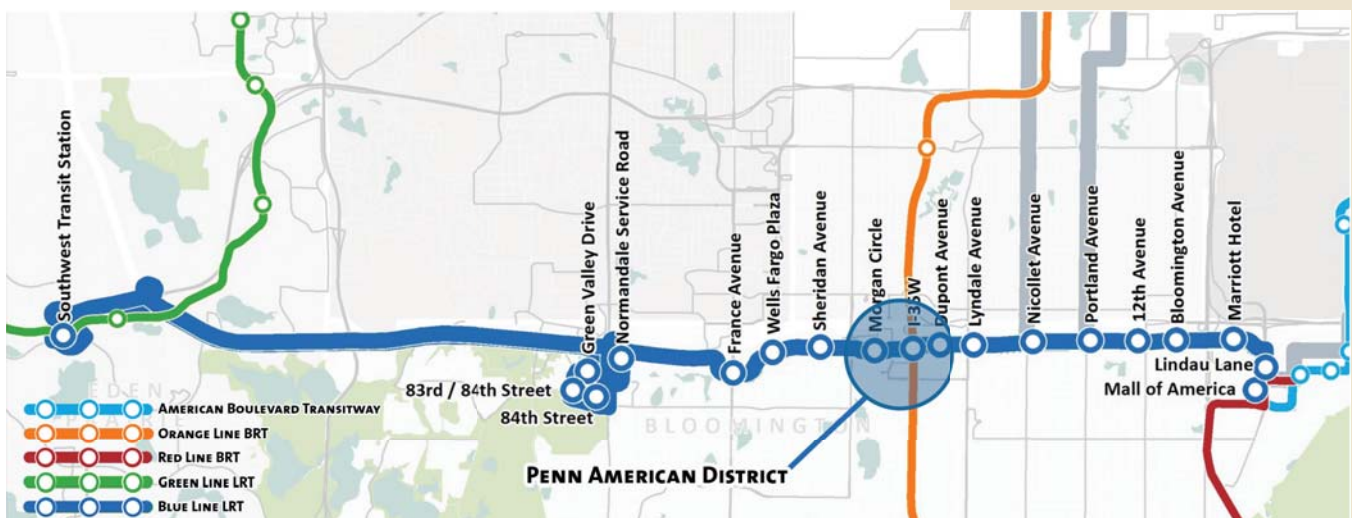 Southwest Transit Station
Green Valley Drive
Normandale Service Road
France Avenue
Wells Fargo Plaza
Sheridan Avenue
Morgan Circle
I-35W
Dupont Avenue
Lyndale Avenue
Nicollet Avenue
Portland Avenue
12th Avenue
Bloomington Avenue
Marriott Hotel
Lindau Lane
Mall of America
83rd / 84th Street
84th Street
EDEN
PRAIRIE
BLOOMINGTON
PENN AMERICAN DISTRICT
AMERICAN BOULEVARD TRANSITWAY
ORANGE LINE BRT
RED LINE BRT
GREEN LINE LRT
BLUE LINE LRT